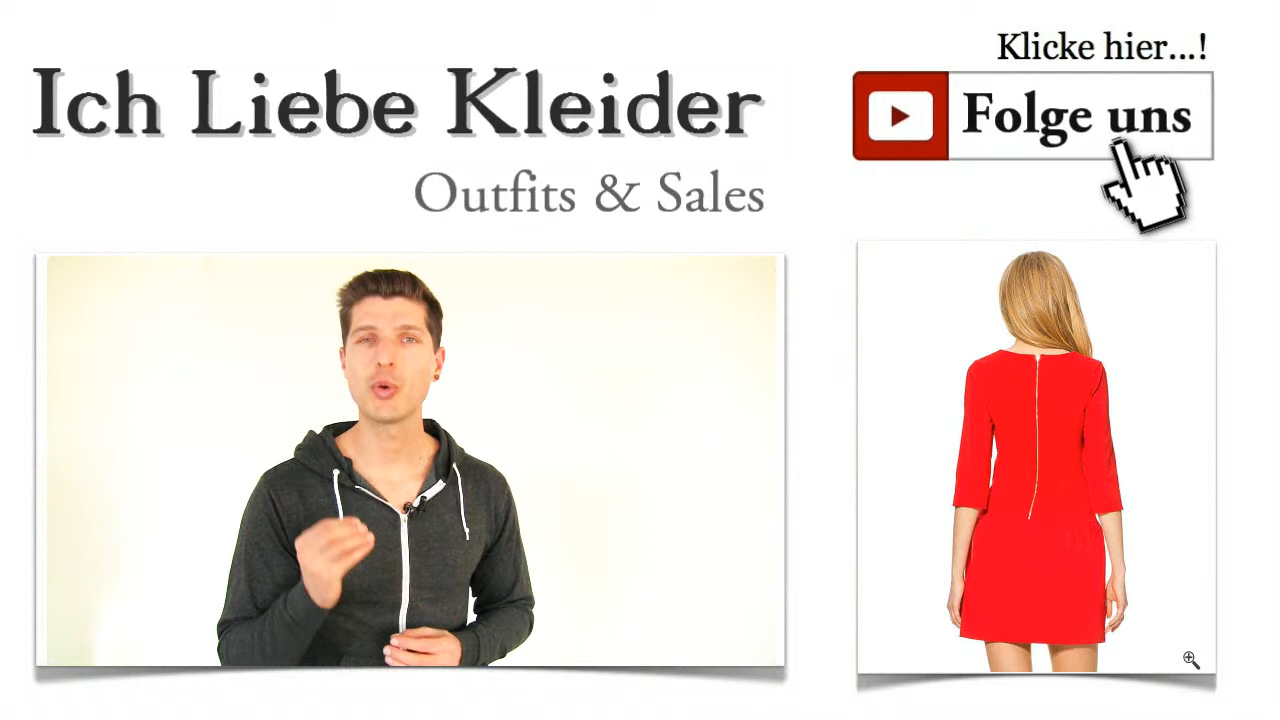 Ich Liebe Kleider
Outfits & Sales
Klicke hier...!
Folge uns